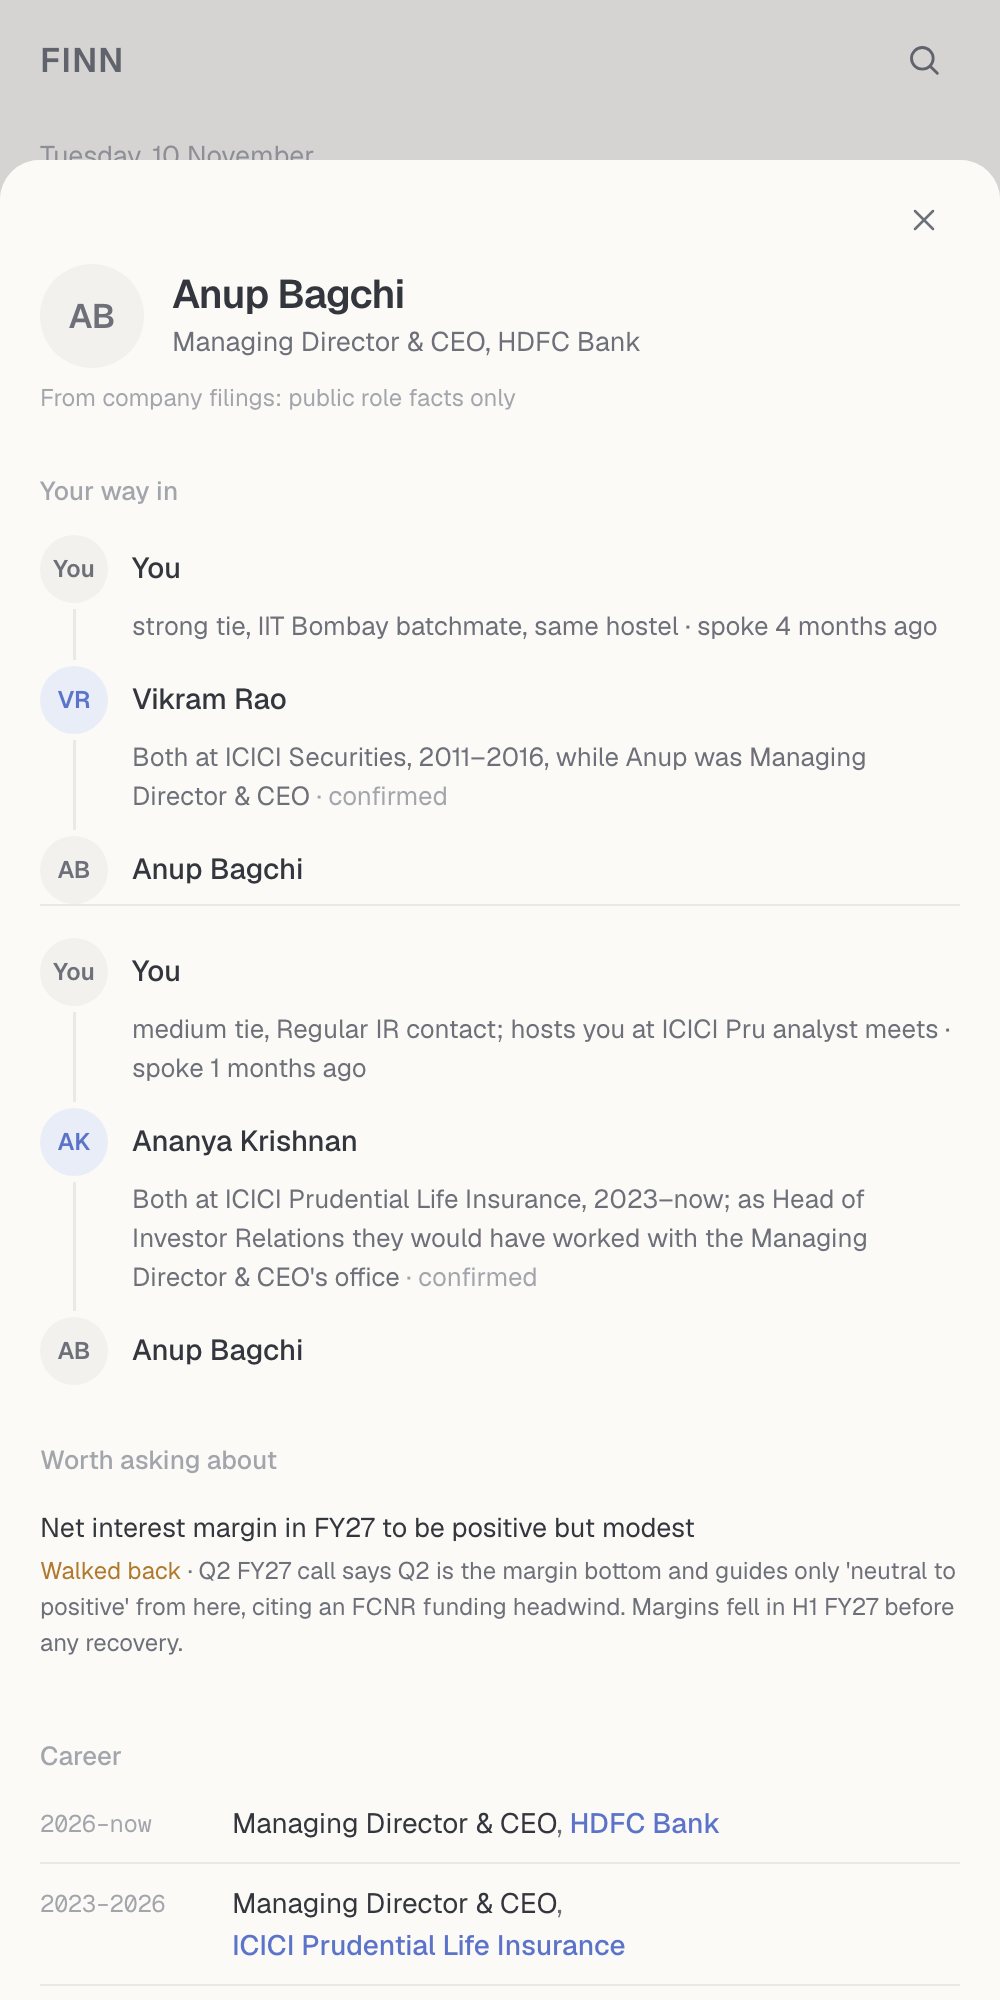 FINN
Tuesday, 10 November
AB
Anup Bagchi
Managing Director & CEO, HDFC Bank
From company filings: public role facts only
Your way in
You
You
strong tie, IIT Bombay batchmate, same hostel · spoke 4 months ago
VR
Vikram Rao
Both at ICICI Securities, 2011–2016, while Anup was Managing
Director & CEO · confirmed
AB
Anup Bagchi
You
You
medium tie, Regular IR contact; hosts you at ICICI Pru analyst meets ·
spoke 1 months ago
AK
Ananya Krishnan
Both at ICICI Prudential Life Insurance, 2023–now; as Head of
Investor Relations they would have worked with the Managing
Director & CEO's office · confirmed
AB
Anup Bagchi
Worth asking about
Net interest margin in FY27 to be positive but modest
Walked back · Q2 FY27 call says Q2 is the margin bottom and guides only 'neutral to
positive' from here, citing an FCNR funding headwind. Margins fell in H1 FY27 before
any recovery.
Career
2026–now
Managing Director & CEO, HDFC Bank
2023–2026
Managing Director & CEO,
ICICI Prudential Life Insurance